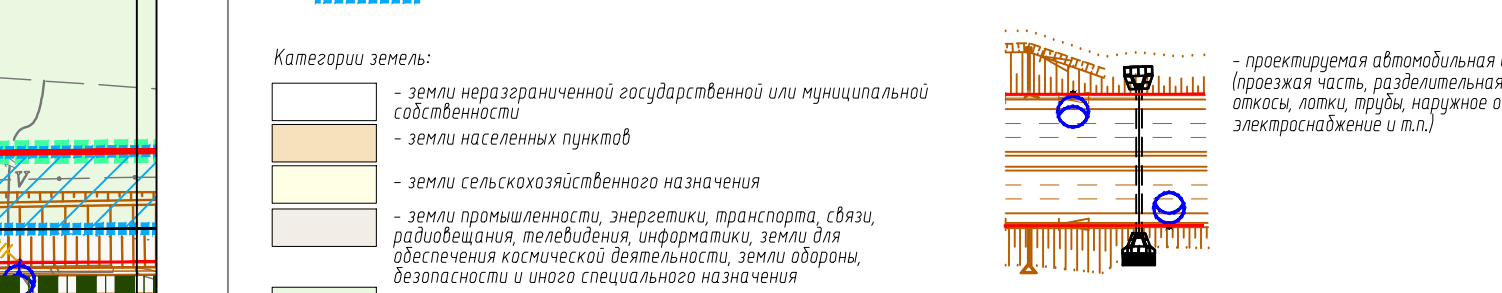 Категории земель:
- земли неразграниченной государственной или муниципальной
собственности
- земли населенных пунктов
- земли сельскохозяйственного назначения
- земли промышленности, энергетики, транспорта, связи,
радиовещания, телевидения, информатики, земли для
обеспечения космической деятельности, земли обороны,
безопасности и иного специального назначения
- проектируемая автомобильная
(проезжая часть, разделительная
откосы, лотки, трубы, наружное
электроснабжение и т.п.)
V